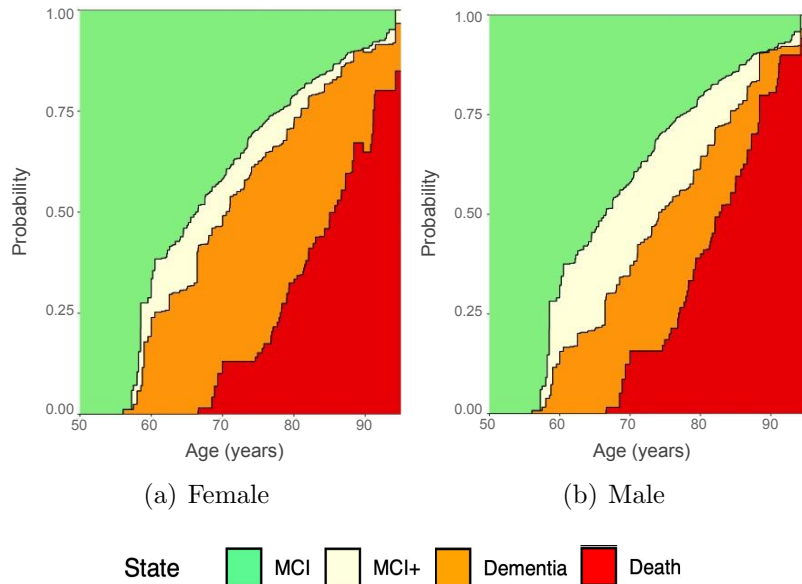 1.00
0.75
0.50
0.25
0.00
Probability
50 60 70 80 90
Age (years)
(a) Female
1.00
0.75
0.50
0.25
0.00
Probability
50 60 70 80 90
Age (years)
(b) Male
State MCI MCI+ Dementia Death